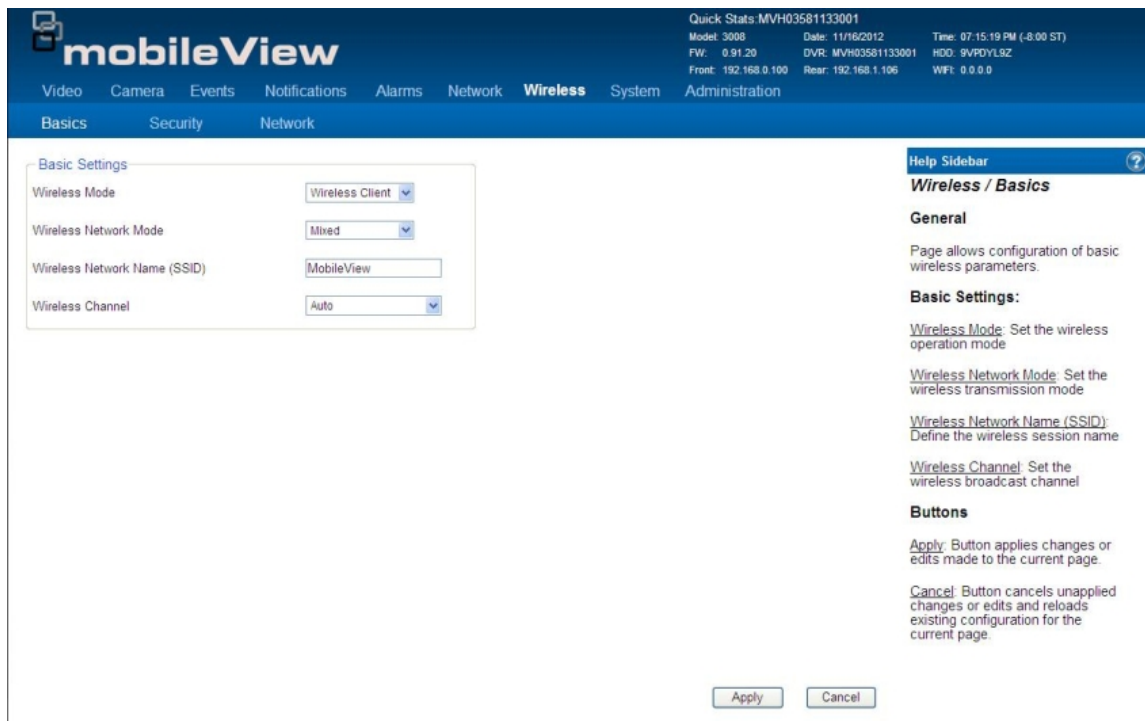 mobileView
Quick Stats:MVH03581133001
Model: 3008 Date: 11/16/2012 Time: 07:15:19 PM (-8:00 ST)
FW: 0.91.20 DVR: MVH03581133001 HDD: 9VPDYL9Z
Front: 192.168.0.100 Rear: 192.168.1.106 WIFI: 0.0.0.0
Video Camera Events Notifications Alarms Network Wireless System Administration
Basics Security Network
Basic Settings
Wireless Mode Wireless Client
Wireless Network Mode Mixed
Wireless Network Name (SSID) MobileView
Wireless Channel Auto
Help Sidebar ?
Wireless / Basics
General
Page allows configuration of basic
wireless parameters.
Basic Settings:
Wireless Mode: Set the wireless
operation mode
Wireless Network Mode: Set the
wireless transmission mode
Wireless Network Name (SSID):
Define the wireless session name
Wireless Channel: Set the
wireless broadcast channel
Buttons
Apply: Button applies changes or
edits made to the current page.
Cancel: Button cancels unapplied
changes or edits and reloads
existing configuration for the
current page.
Apply Cancel